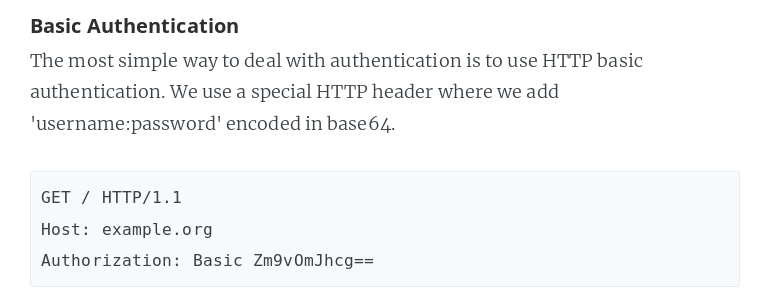 Basic Authentication
The most simple way to deal with authentication is to use HTTP basic
authentication. We use a special HTTP header where we add
'username:password' encoded in base64.
GET / HTTP/1.1
Host: example.org
Authorization: Basic Zm9vOmJhcg==